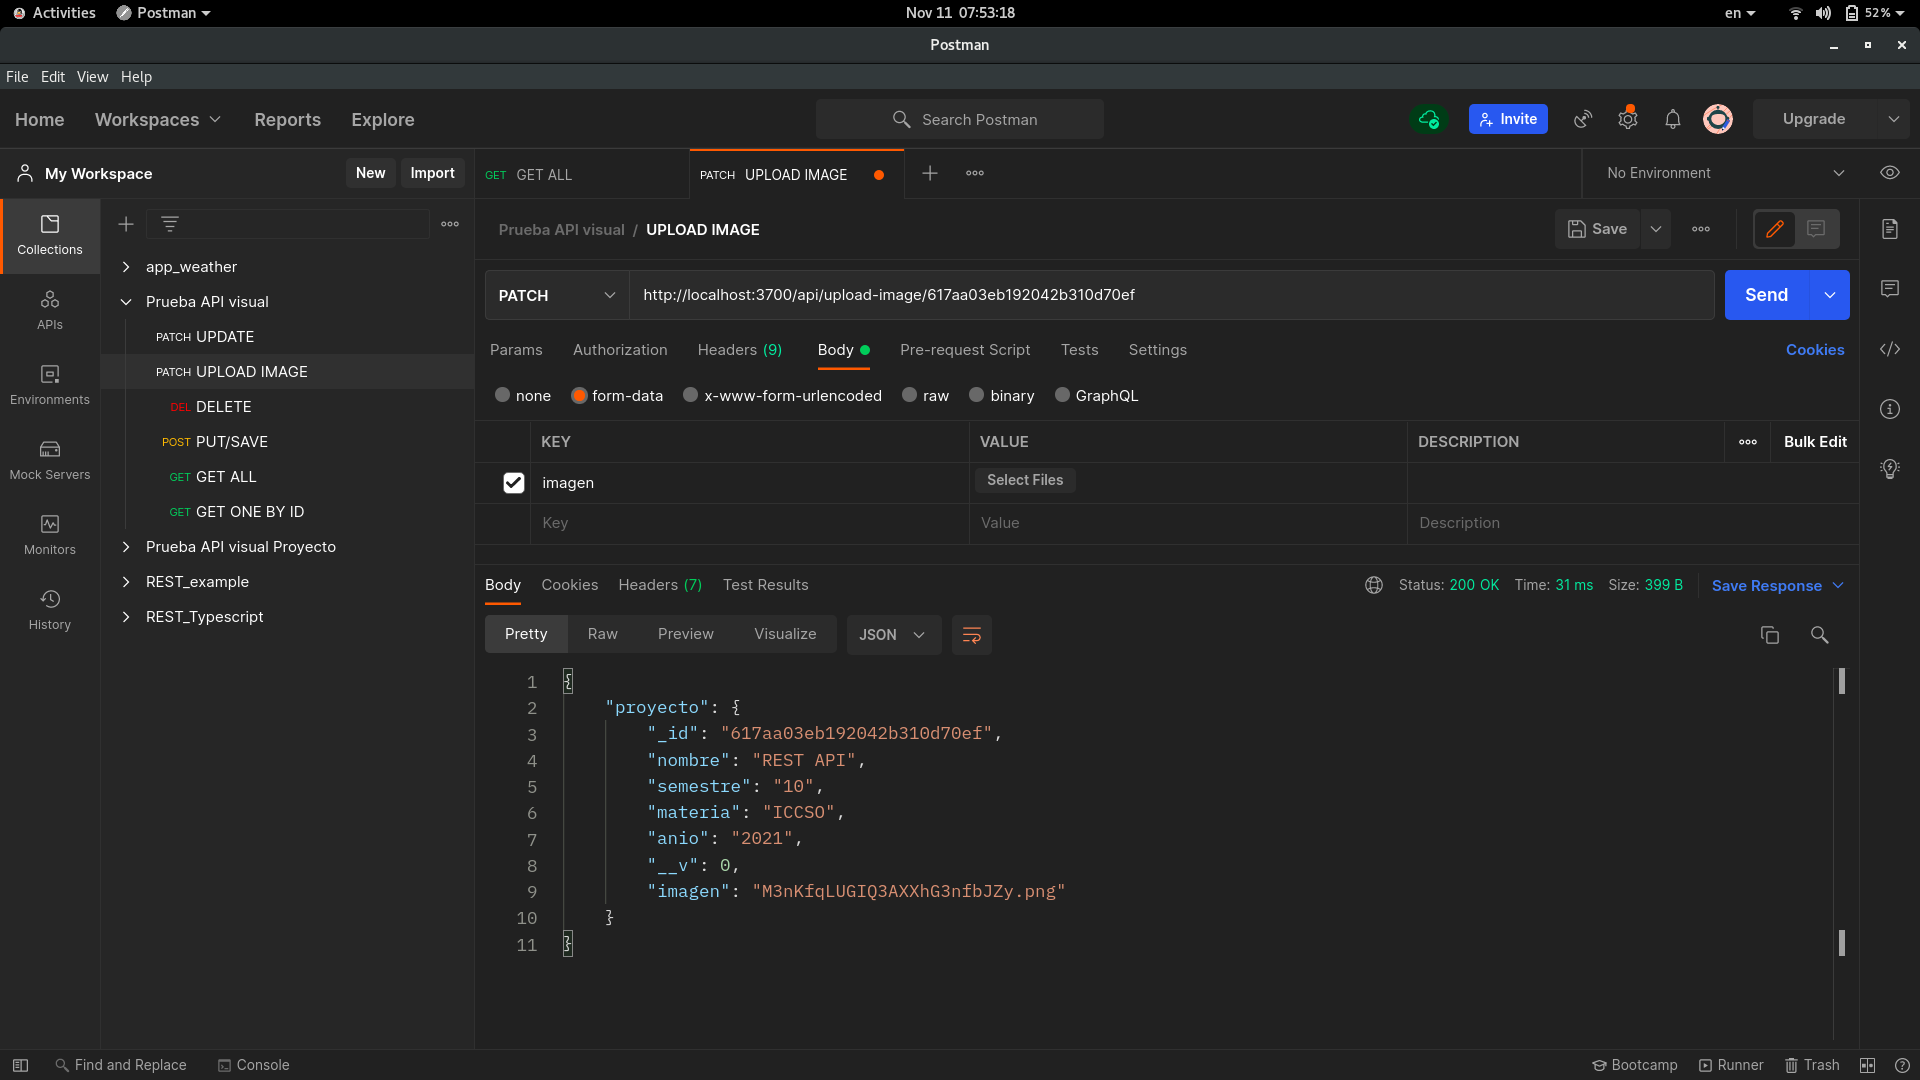 Activities Postman Nov 11 07:53:18 en 52%
Postman
File Edit View Help
Home Workspaces Reports Explore Search Postman Invite Upgrade
My Workspace New Import GET GET ALL PATCH UPLOAD IMAGE No Environment
Collections
APIs
Environments
Mock Servers
Monitors
History
app_weather
Prueba API visual
PATCH UPDATE
PATCH UPLOAD IMAGE
DEL DELETE
POST PUT/SAVE
GET GET ALL
GET GET ONE BY ID
Prueba API visual Proyecto
REST_example
REST_Typescript
Prueba API visual / UPLOAD IMAGE Save
PATCH http://localhost:3700/api/upload-image/617aa03eb192042b310d70ef Send
Params Authorization Headers (9) Body Pre-request Script Tests Settings Cookies
none form-data x-www-form-urlencoded raw binary GraphQL
KEY VALUE DESCRIPTION Bulk Edit
imagen Select Files
Key Value Description
Body Cookies Headers (7) Test Results Status: 200 OK Time: 31 ms Size: 399 B Save Response
Pretty Raw Preview Visualize JSON
1 {
2 "proyecto": {
3 "_id": "617aa03eb192042b310d70ef",
4 "nombre": "REST API",
5 "semestre": "10",
6 "materia": "ICCSO",
7 "anio": "2021",
8 "__v": 0,
9 "imagen": "M3nKfqLUGIQ3AXXhG3nfbJZy.png"
10 }
11 }
Find and Replace Console Bootcamp Runner Trash